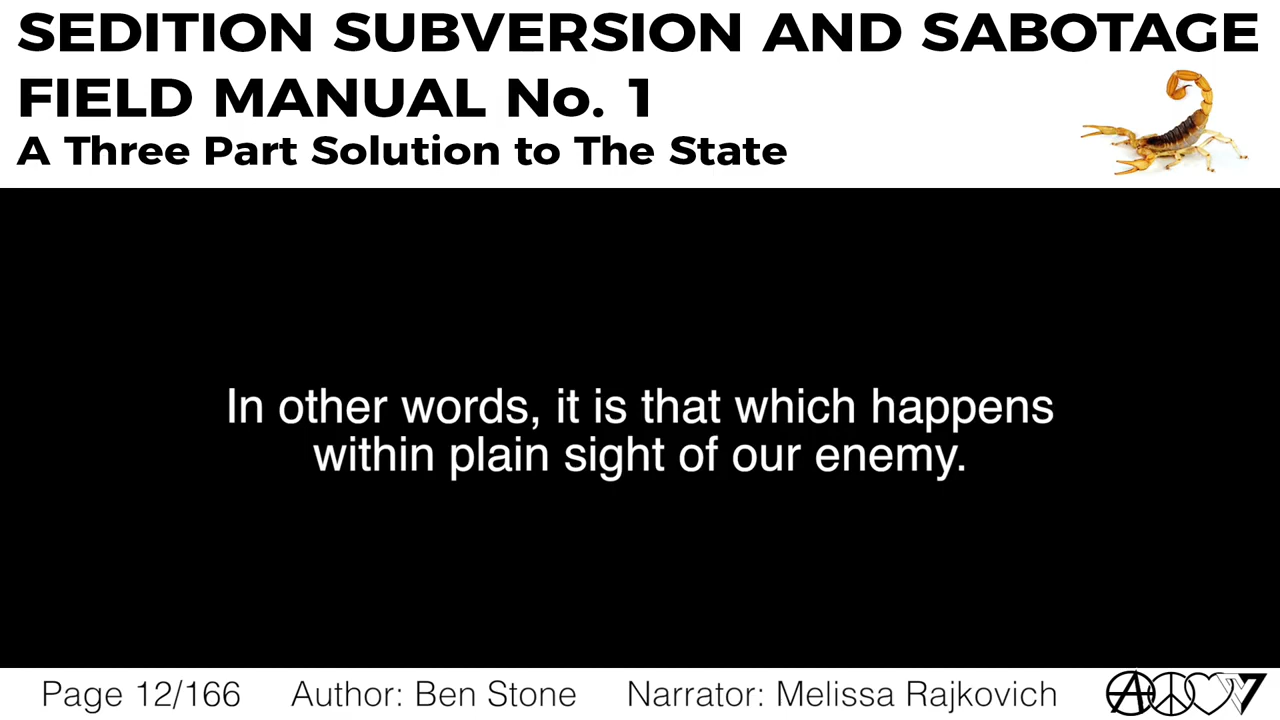 SEDITION SUBVERSION AND SABOTAGE
FIELD MANUAL No. 1
A Three Part Solution to The State
In other words, it is that which happens
within plain sight of our enemy.
Page 12/166 Author: Ben Stone Narrator: Melissa Rajkovich